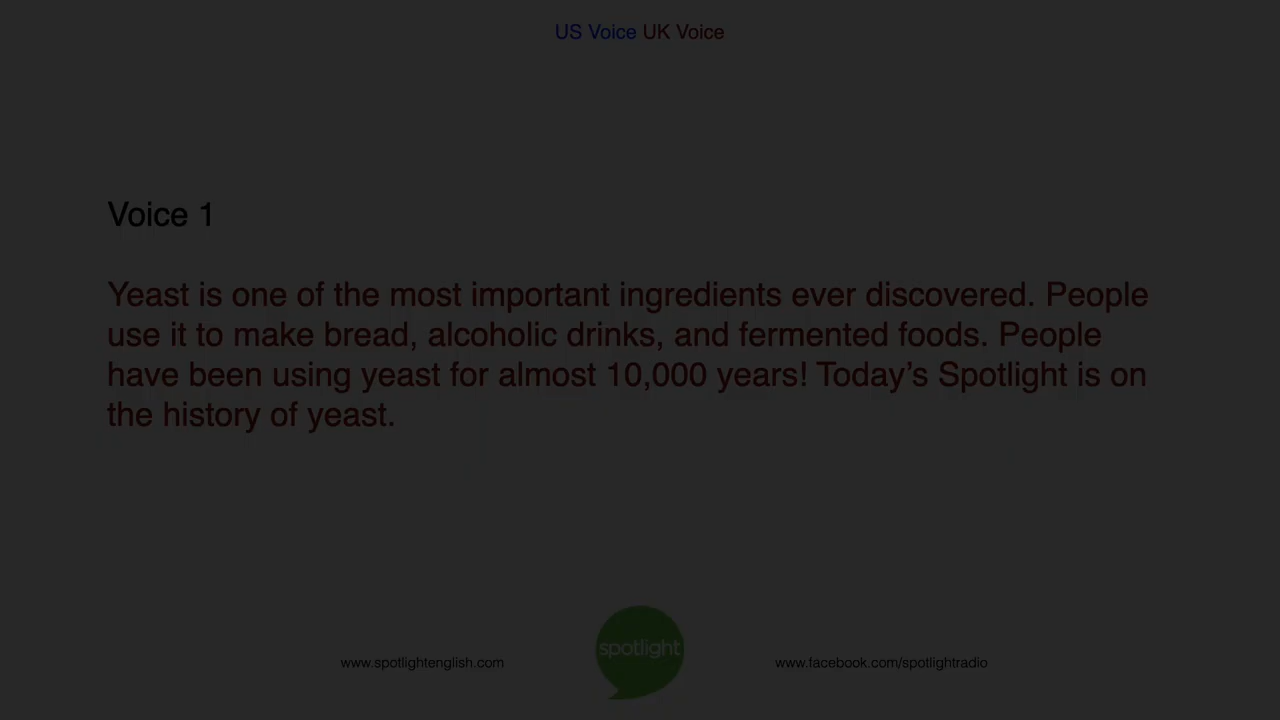 US Voice UK Voice
Voice 1
Yeast is one of the most important ingredients ever discovered. People
use it to make bread, alcoholic drinks, and fermented foods. People
have been using yeast for almost 10,000 years! Today’s Spotlight is on
the history of yeast.
spotlight
www.spotlightenglish.com
www.facebook.com/spotlightradio